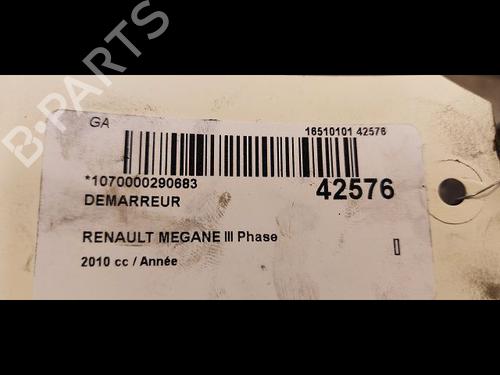 B-PARTS
GA
16510101 42576
*1070000290683
42576
DEMARREUR
RENAULT MEGANE III Phase
2010 cc / Année